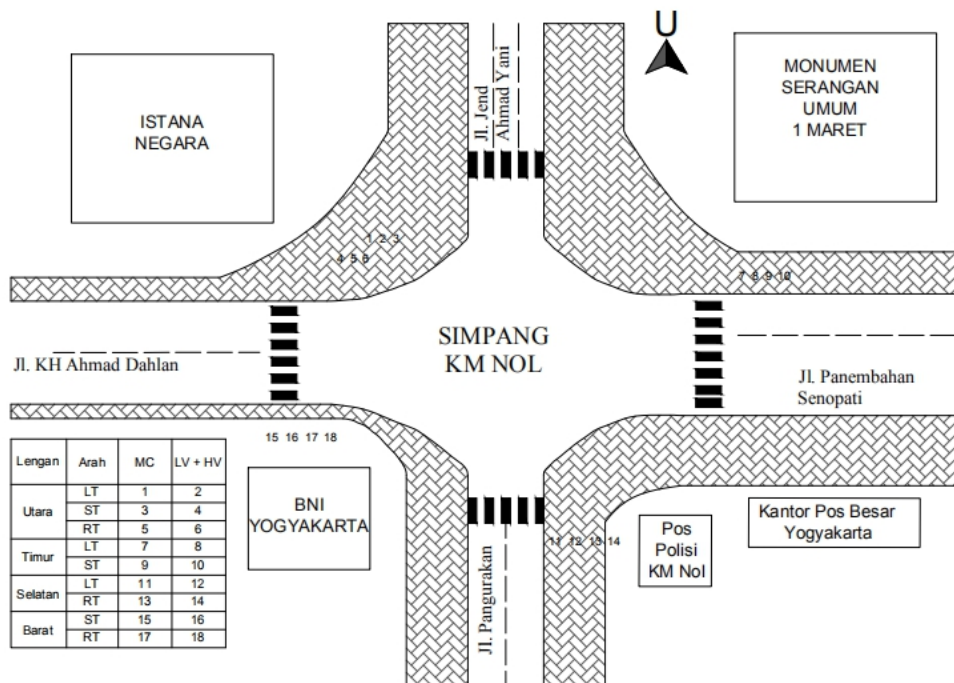 U
Jl. Jend
Ahmad Yani
ISTANA
NEGARA
MONUMEN
SERANGAN
UMUM
1 MARET
1 2 3
4 5 6
7 8 9 10
SIMPANG
KM NOL
Jl. KH Ahmad Dahlan
Jl. Panembahan
Senopati
15 16 17 18
Lengan Arah MC LV + HV
Utara LT 1 2
ST 3 4
RT 5 6
Timur LT 7 8
ST 9 10
Selatan LT 11 12
RT 13 14
Barat ST 15 16
RT 17 18
BNI
YOGYAKARTA
Jl. Pangurakan
11 12 13 14
Pos
Polisi
KM Nol
Kantor Pos Besar
Yogyakarta